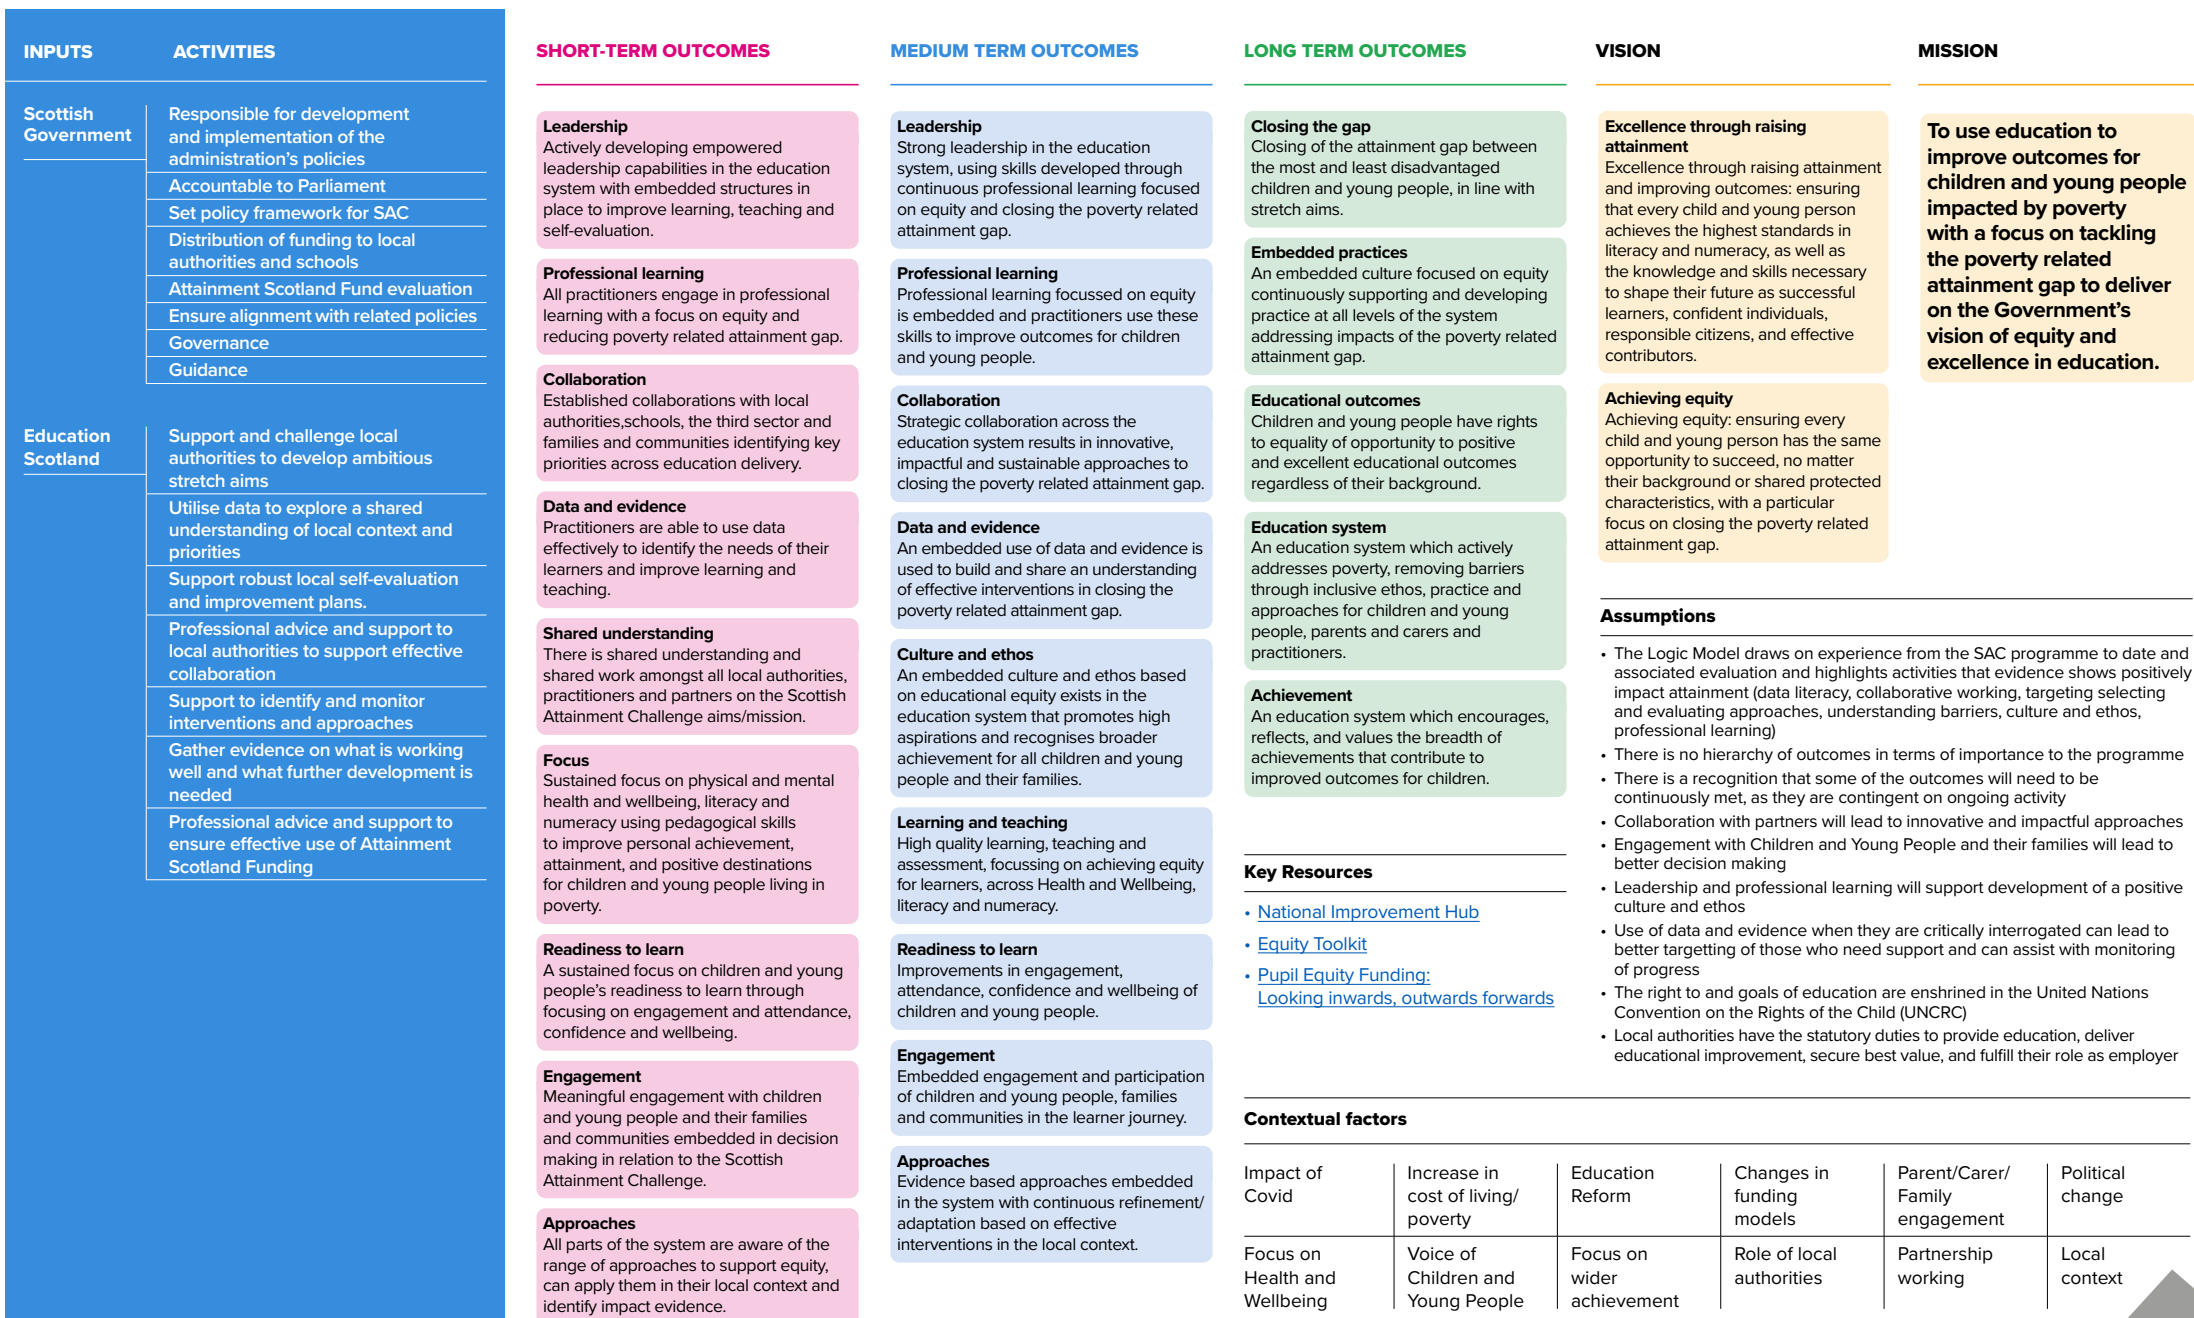 INPUTS
ACTIVITIES
Scottish
Government
Responsible for development
and implementation of the
administration's policies
Accountable to Parliament
Set policy framework for SAC
Distribution of funding to local
authorities and schools
Attainment Scotland Fund evaluation
Ensure alignment with related policies
Governance
Guidance
Education
Scotland
Support and challenge local
authorities to develop ambitious
stretch aims
Utilise data to explore a shared
understanding of local context and
priorities
Support robust local self-evaluation
and improvement plans.
Professional advice and support to
local authorities to support effective
collaboration
Support to identify and monitor
interventions and approaches
Gather evidence on what is working
well and what further development is
needed
Professional advice and support to
ensure effective use of Attainment
Scotland Funding
SHORT-TERM OUTCOMES
Leadership
Actively developing empowered
leadership capabilities in the education
system with embedded structures in
place to improve learning, teaching and
self-evaluation.
Professional learning
All practitioners engage in professional
learning with a focus on equity and
reducing poverty related attainment gap.
Collaboration
Established collaborations with local
authorities,schools, the third sector and
families and communities identifying key
priorities across education delivery.
Data and evidence
Practitioners are able to use data
effectively to identify the needs of their
learners and improve learning and
teaching.
Shared understanding
There is shared understanding and
shared work amongst all local authorities,
practitioners and partners on the Scottish
Attainment Challenge aims/mission.
Focus
Sustained focus on physical and mental
health and wellbeing, literacy and
numeracy using pedagogical skills
to improve personal achievement,
attainment, and positive destinations
for children and young people living in
poverty.
Readiness to learn
A sustained focus on children and young
people's readiness to learn through
focusing on engagement and attendance,
confidence and wellbeing.
Engagement
Meaningful engagement with children
and young people and their families
and communities embedded in decision
making in relation to the Scottish
Attainment Challenge.
Approaches
All parts of the system are aware of the
range of approaches to support equity,
can apply them in their local context and
identify impact evidence.
MEDIUM TERM OUTCOMES
Leadership
Strong leadership in the education
system, using skills developed through
continuous professional learning focused
on equity and closing the poverty related
attainment gap.
Professional learning
Professional learning focussed on equity
is embedded and practitioners use these
skills to improve outcomes for children
and young people.
Collaboration
Strategic collaboration across the
education system results in innovative,
impactful and sustainable approaches to
closing the poverty related attainment gap.
Data and evidence
An embedded use of data and evidence is
used to build and share an understanding
of effective interventions in closing the
poverty related attainment gap.
Culture and ethos
An embedded culture and ethos based
on educational equity exists in the
education system that promotes high
aspirations and recognises broader
achievement for all children and young
people and their families.
Learning and teaching
High quality learning, teaching and
assessment, focussing on achieving equity
for learners, across Health and Wellbeing,
literacy and numeracy.
Readiness to learn
Improvements in engagement,
attendance, confidence and wellbeing of
children and young people.
Engagement
Embedded engagement and participation
of children and young people, families
and communities in the learner journey.
Approaches
Evidence based approaches embedded
in the system with continuous refinement/
adaptation based on effective
interventions in the local context.
LONG TERM OUTCOMES
Closing the gap
Closing of the attainment gap between
the most and least disadvantaged
children and young people, in line with
stretch aims.
Embedded practices
An embedded culture focused on equity
continuously supporting and developing
practice at all levels of the system
addressing impacts of the poverty related
attainment gap.
Educational outcomes
Children and young people have rights
to equality of opportunity to positive
and excellent educational outcomes
regardless of their background.
Education system
An education system which actively
addresses poverty, removing barriers
through inclusive ethos, practice and
approaches for children and young
people, parents and carers and
practitioners.
Achievement
An education system which encourages,
reflects, and values the breadth of
achievements that contribute to
improved outcomes for children.
Key Resources
• National Improvement Hub
• Equity Toolkit
• Pupil Equity Funding:
Looking inwards, outwards forwards
VISION
Excellence through raising
attainment
Excellence through raising attainment
and improving outcomes: ensuring
that every child and young person
achieves the highest standards in
literacy and numeracy, as well as
the knowledge and skills necessary
to shape their future as successful
learners, confident individuals,
responsible citizens, and effective
contributors.
Achieving equity
Achieving equity: ensuring every
child and young person has the same
opportunity to succeed, no matter
their background or shared protected
characteristics, with a particular
focus on closing the poverty related
attainment gap.
MISSION
To use education to
improve outcomes for
children and young people
impacted by poverty
with a focus on tackling
the poverty related
attainment gap to deliver
on the Government's
vision of equity and
excellence in education.
Assumptions
• The Logic Model draws on experience from the SAC programme to date and
associated evaluation and highlights activities that evidence shows positively
impact attainment (data literacy, collaborative working, targeting selecting
and evaluating approaches, understanding barriers, culture and ethos,
professional learning)
• There is no hierarchy of outcomes in terms of importance to the programme
• There is a recognition that some of the outcomes will need to be
continuously met, as they are contingent on ongoing activity
• Collaboration with partners will lead to innovative and impactful approaches
• Engagement with Children and Young People and their families will lead to
better decision making
• Leadership and professional learning will support development of a positive
culture and ethos
• Use of data and evidence when they are critically interrogated can lead to
better targetting of those who need support and can assist with monitoring
of progress
• The right to and goals of education are enshrined in the United Nations
Convention on the Rights of the Child (UNCRC)
• Local authorities have the statutory duties to provide education, deliver
educational improvement, secure best value, and fulfill their role as employer
Contextual factors
Impact of
Covid
Increase in
cost of living/
poverty
Education
Reform
Changes in
funding
models
Parent/Carer/
Family
engagement
Political
change
Focus on
Health and
Wellbeing
Voice of
Children and
Young People
Focus on
wider
achievement
Role of local
authorities
Partnership
working
Local
context